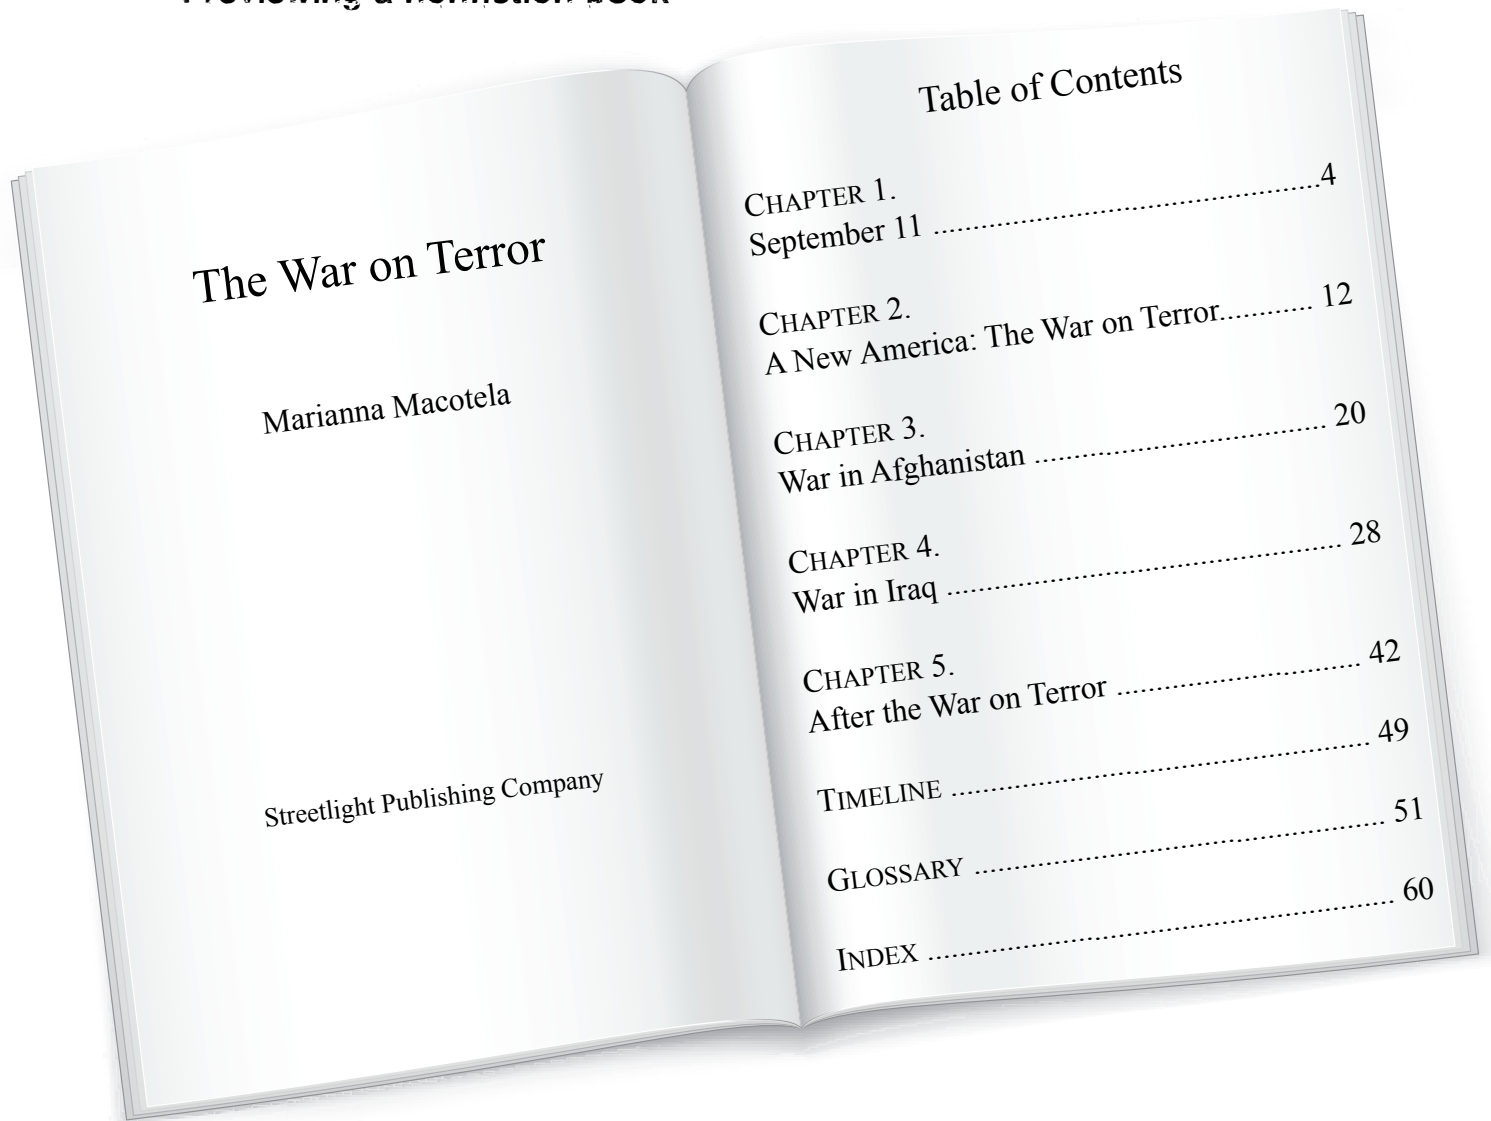 The War on Terror
Marianna Macotela
Streetlight Publishing Company
Table of Contents
CHAPTER 1.
September 11 ................................................4
CHAPTER 2.
A New America: The War on Terror............ 12
CHAPTER 3.
War in Afghanistan .................................... 20
CHAPTER 4.
War in Iraq ................................................. 28
CHAPTER 5.
After the War on Terror .............................. 42
TIMELINE .................................................... 49
GLOSSARY ................................................... 51
INDEX .......................................................... 60